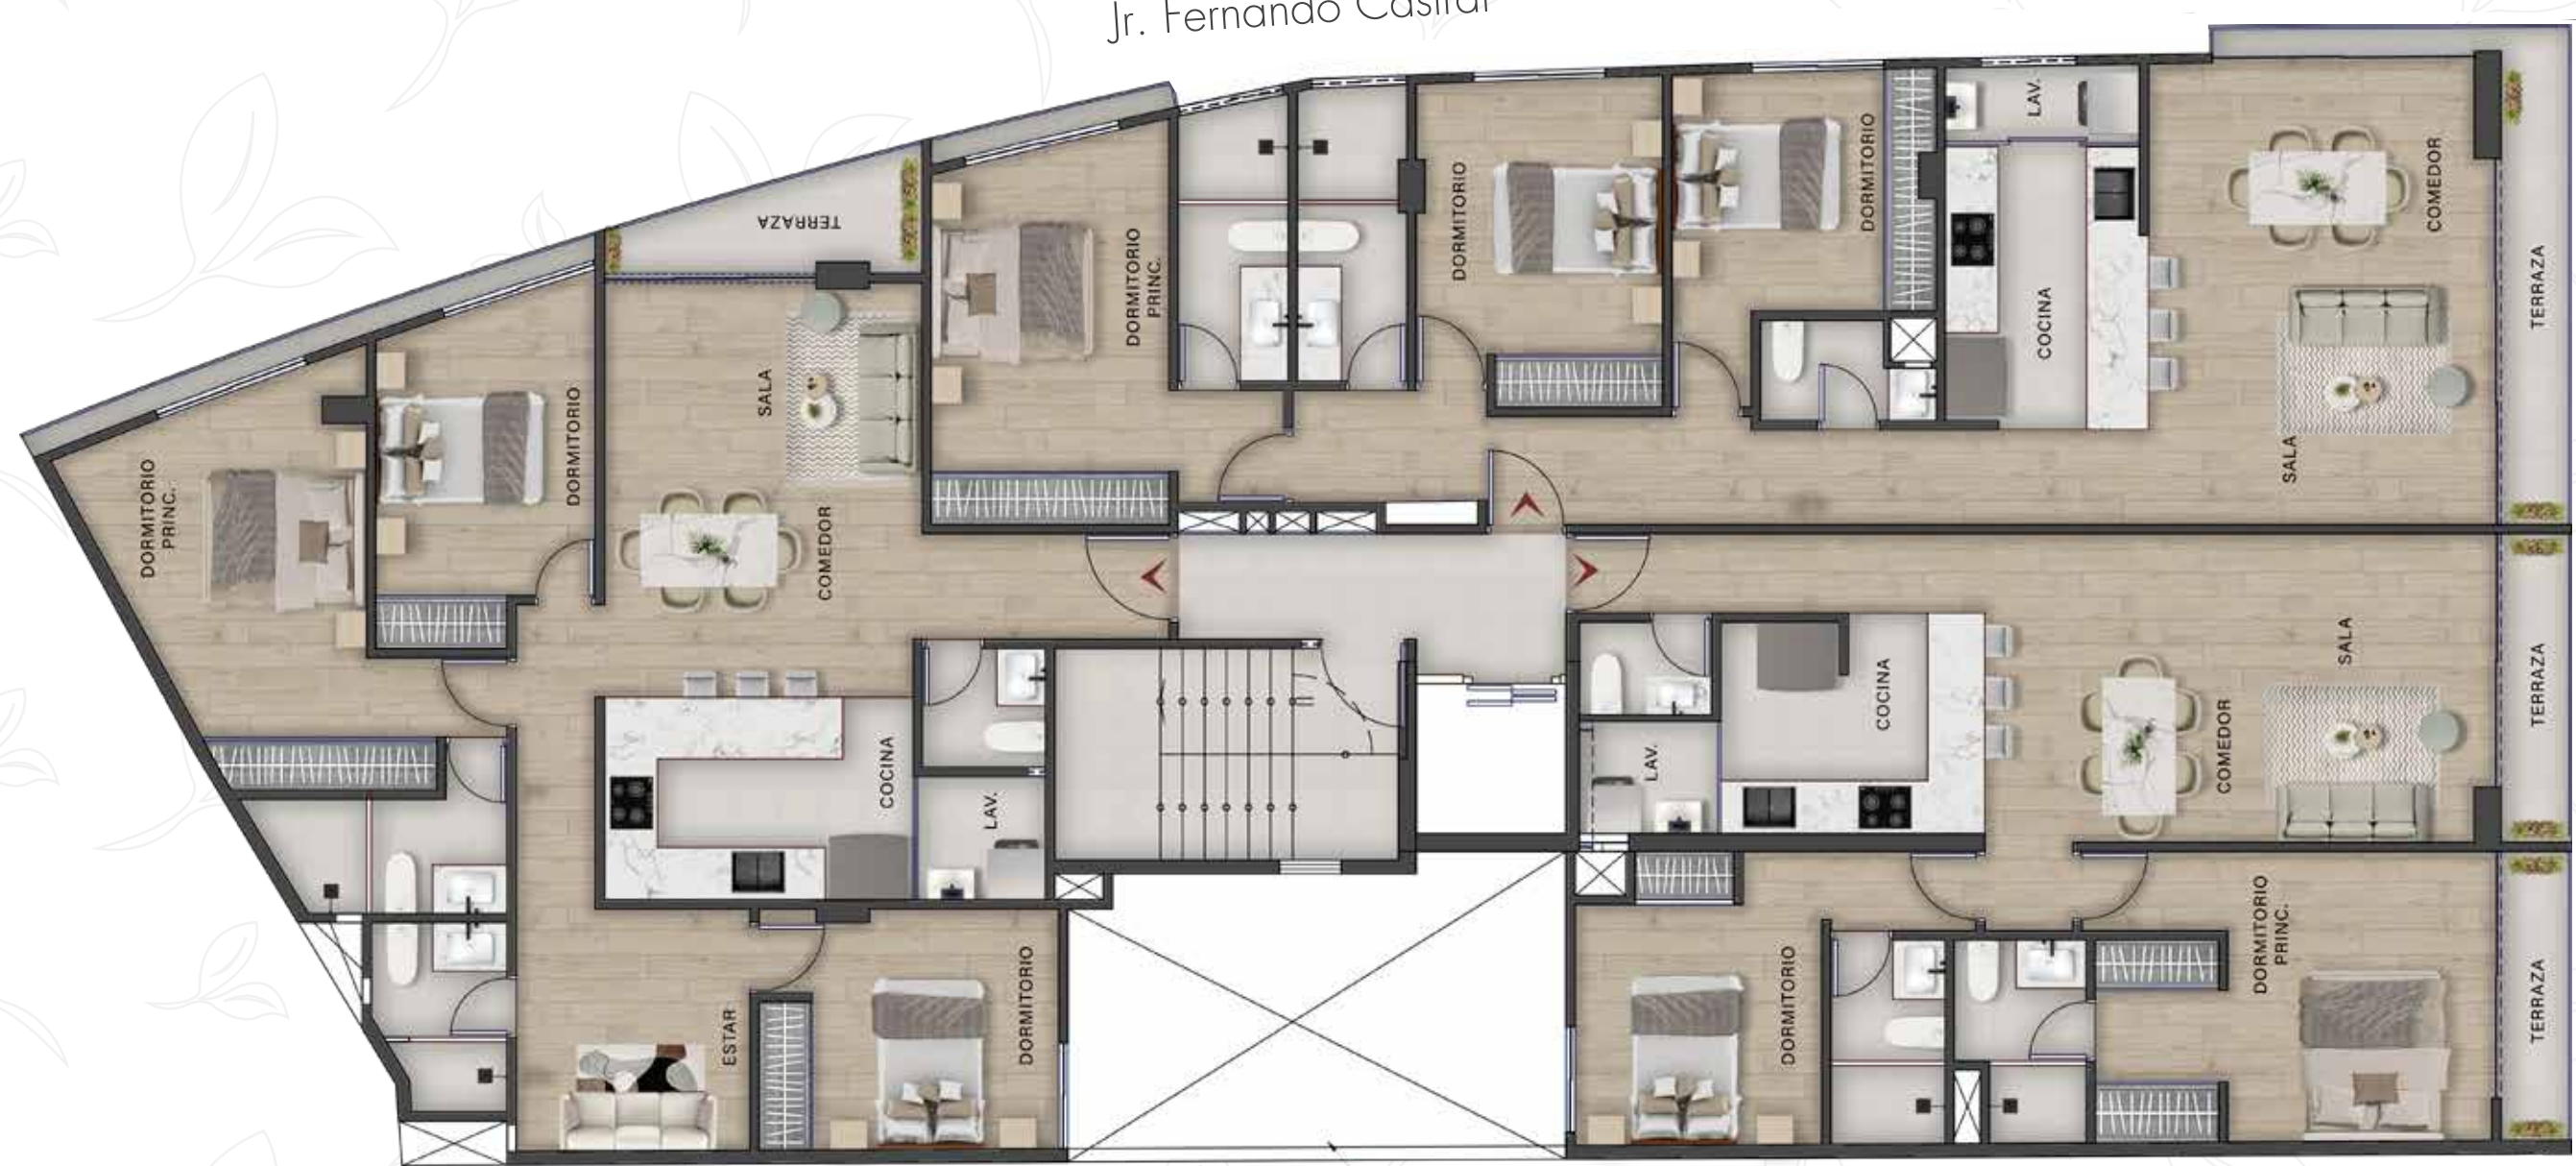 Jr. Fernando Castrat
TERRAZA
DORMITORIO
PRINC.
DORMITORIO
SALA
COMEDOR
DORMITORIO
PRINC.
DORMITORIO
DORMITORIO
LAV.
COCINA
COMEDOR
SALA
TERRAZA
COCINA
LAV.
ESTAR
DORMITORIO
LAV.
COCINA
COMEDOR
SALA
TERRAZA
DORMITORIO
DORMITORIO
PRINC.
TERRAZA